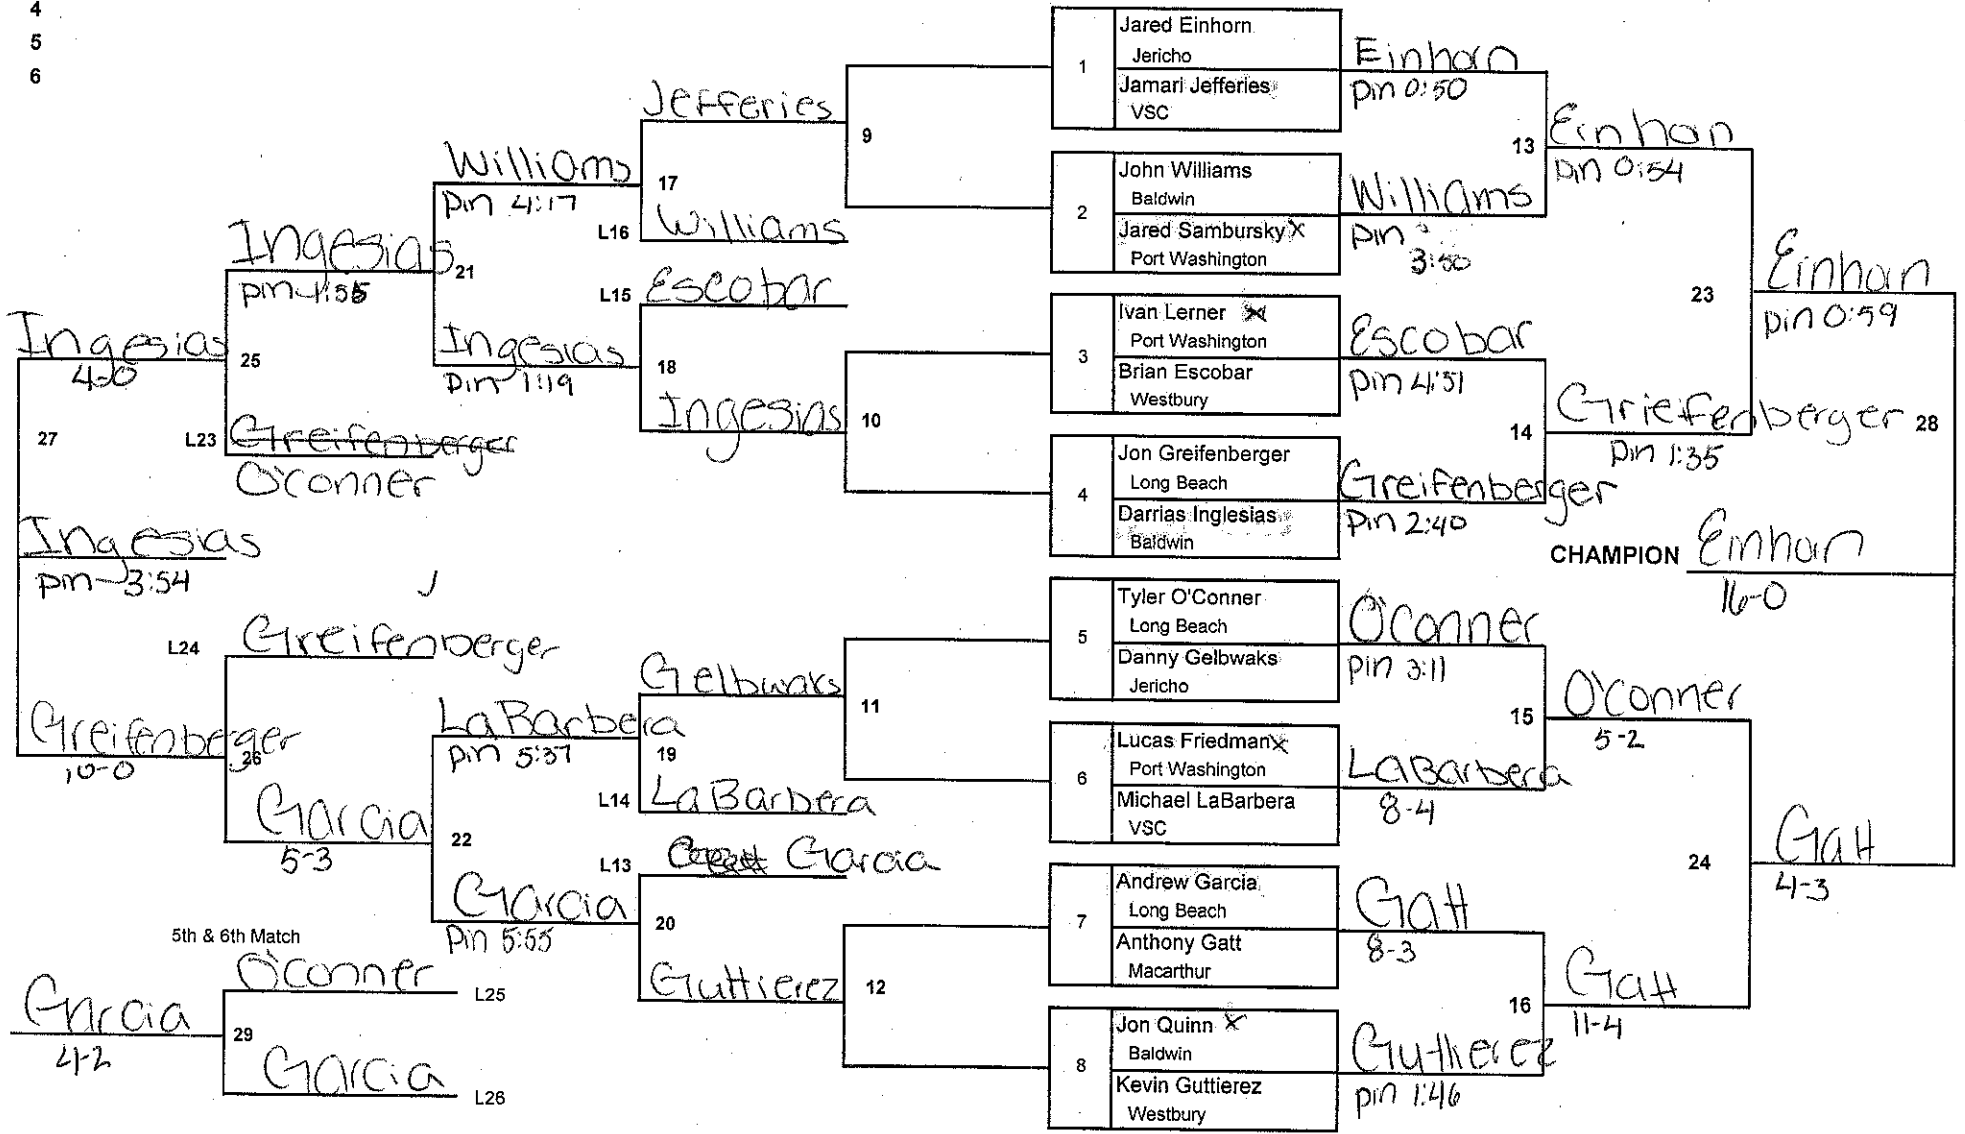 4
5
6
1
Jared Einhorn
Jericho
Jamari Jefferies
VSC
2
John Williams
Baldwin
Jared Sambursky X
Port Washington
3
Ivan Lerner X
Port Washington
Brian Escobar
Westbury
4
Jon Greifenberger
Long Beach
Darrias Inglesias
Baldwin
5
Tyler O'Conner
Long Beach
Danny Gelbwaks
Jericho
6
Lucas Friedman X
Port Washington
Michael LaBarbera
VSC
7
Andrew Garcia
Long Beach
Anthony Gatt
Macarthur
8
Jon Quinn X
Baldwin
Kevin Guttierez
Westbury
Einhorn
pin 0:50
Williams
pin 3:50
Escobar
pin 4:51
Greifenberger
pin 2:40
O'Conner
pin 3:11
LaBarbera
8-4
Gatt
8-3
Guttierez
pin 1:46
13
Einhorn
pin 0:54
14
Griefenberger
pin 1:35
15
O'conner
5-2
16
Gatt
11-4
23
Einhorn
pin 0:59
24
Gatt
4-3
28
CHAMPION Einhorn
16-0
Jefferies
9
Ingesias
10
Gelbwaks
11
Guttierez
12
17
L16 Williams
L15 Escobar
18
19
L14 LaBarbera
L13 Garcia
20
Williams
pin 4:17
21
Ingesias
pin 1:19
LaBarbera
pin 5:37
22
Garcia
pin 5:55
Ingesias
pin 1:55
25
L23 Greifenberger
O'conner
L24 Greifenberger
26
Garcia
5-3
Ingesias
4-0
27
Ingesias
pin 3:54
Greifenberger
10-0
5th & 6th Match
O'conner L25
29
Garcia L26
Garcia
4-2